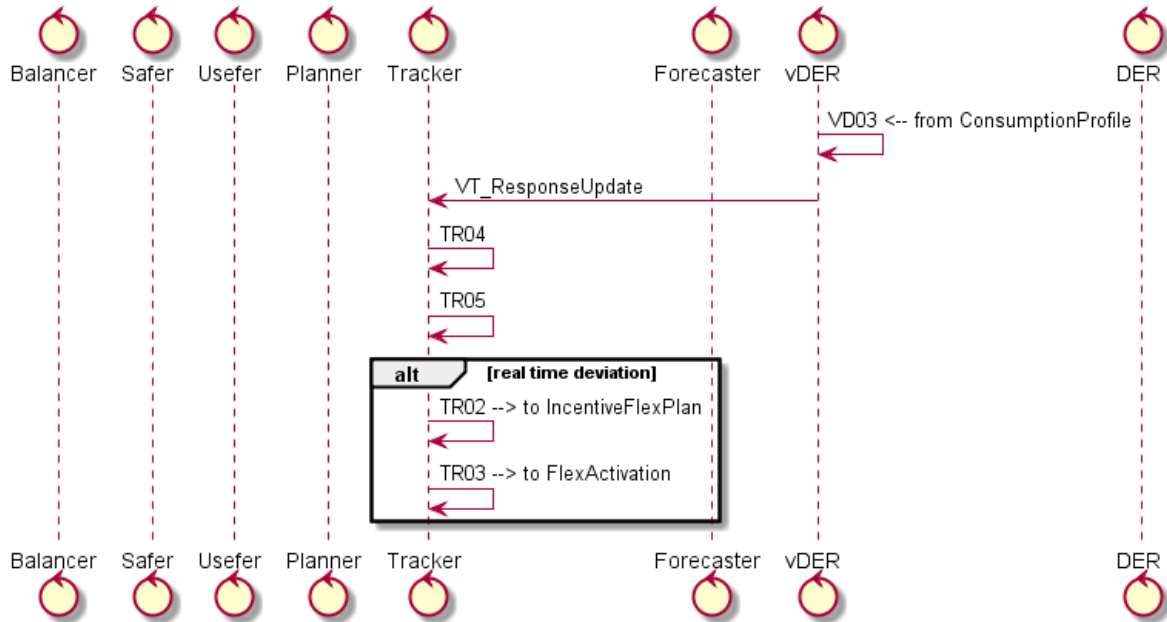 Balancer Safer Usefer Planner Tracker Forecaster vDER DER
VD03 <-- from ConsumptionProfile
VT_ResponseUpdate
TR04
TR05
alt [real time deviation]
TR02 --> to IncentiveFlexPlan
TR03 --> to FlexActivation
Balancer Safer Usefer Planner Tracker Forecaster vDER DER